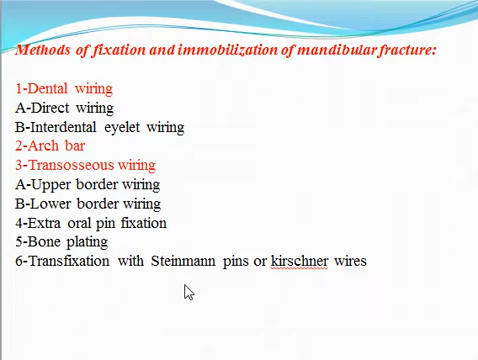 Methods of fixation and immobilization of mandibular fracture:
1-Dental wiring
A-Direct wiring
B-Interdental eyelet wiring
2-Arch bar
3-Transosseous wiring
A-Upper border wiring
B-Lower border wiring
4-Extra oral pin fixation
5-Bone plating
6-Transfixation with Steinmann pins or kirschner wires